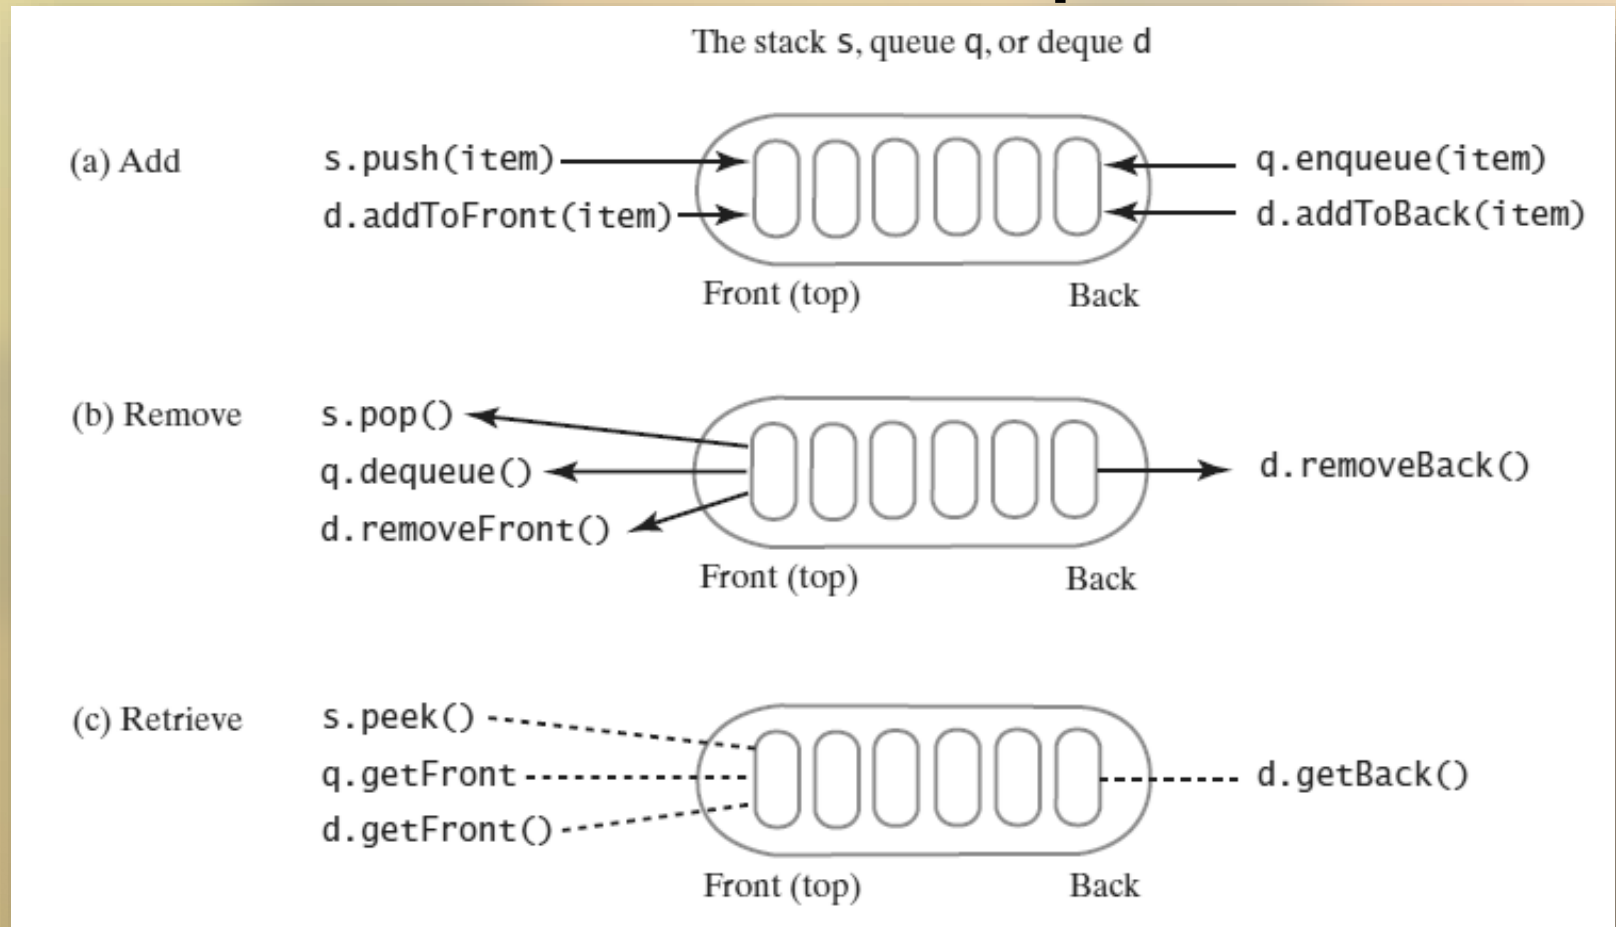 The stack s, queue q, or deque d
(a) Add
s.push(item)
q.enqueue(item)
d.addToFront(item)
d.addToBack(item)
Front (top)
Back
(b) Remove
s.pop()
q.dequeue()
d.removeBack()
d.removeFront()
Front (top)
Back
(c) Retrieve
s.peek()
q.getFront
d.getBack()
d.getFront()
Front (top)
Back